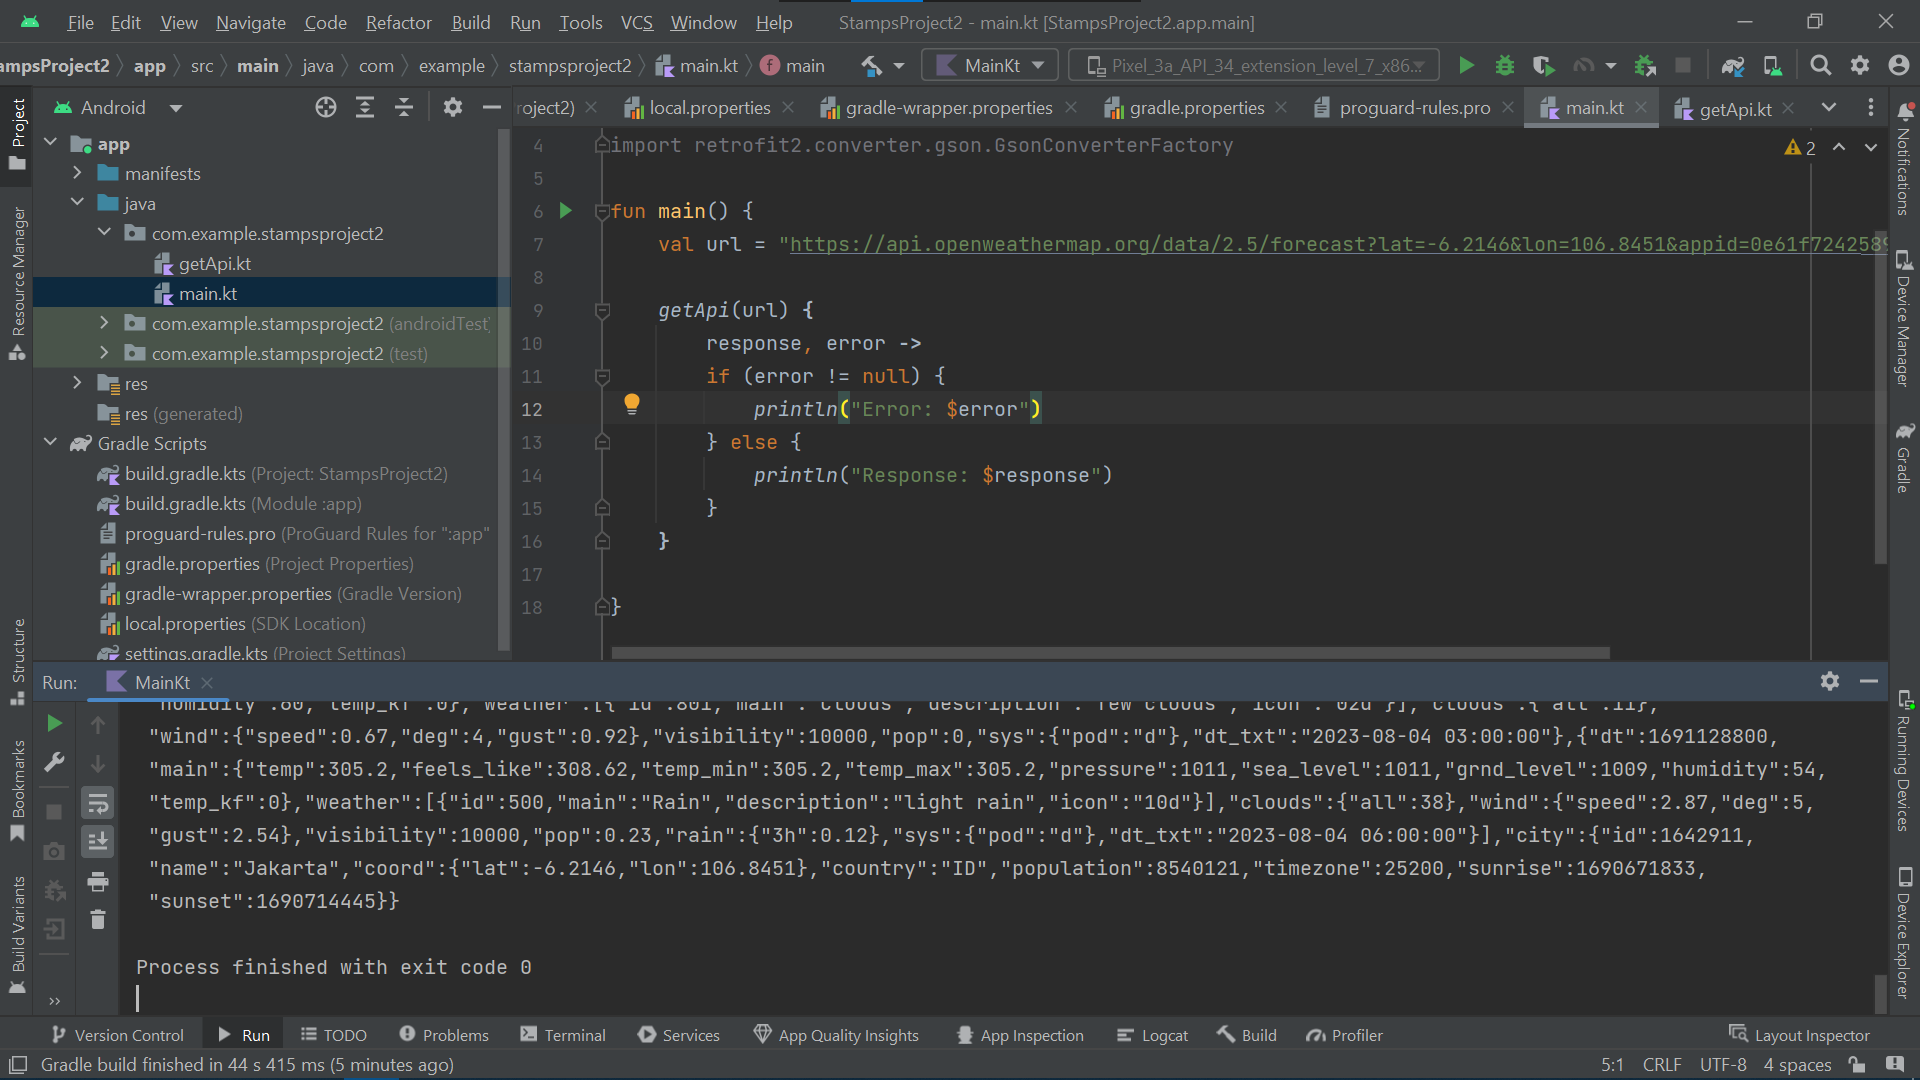 File Edit View Navigate Code Refactor Build Run Tools VCS Window Help StampsProject2 - main.kt [StampsProject2.app.main]
ampsProject2 app src main java com example stampsproject2 main.kt main MainKt Pixel_3a_API_34_extension_level_7_x86...
Project
Resource Manager
Structure
Bookmarks
Build Variants
Android
app
manifests
java
com.example.stampsproject2
getApi.kt
main.kt
com.example.stampsproject2 (androidTest)
com.example.stampsproject2 (test)
res
res (generated)
Gradle Scripts
build.gradle.kts (Project: StampsProject2)
build.gradle.kts (Module :app)
proguard-rules.pro (ProGuard Rules for ":app"
gradle.properties (Project Properties)
gradle-wrapper.properties (Gradle Version)
local.properties (SDK Location)
settings.gradle.kts (Project Settings)
roject2) local.properties gradle-wrapper.properties gradle.properties proguard-rules.pro main.kt getApi.kt
2
4 import retrofit2.converter.gson.GsonConverterFactory
5
6 fun main() {
7 val url = "https://api.openweathermap.org/data/2.5/forecast?lat=-6.2146&lon=106.8451&appid=0e61f7242589
8
9 getApi(url) {
10 response, error ->
11 if (error != null) {
12 println("Error: $error")
13 } else {
14 println("Response: $response")
15 }
16 }
17
18 }
Notifications
Device Manager
Gradle
Running Devices
Device Explorer
Run: MainKt
"humidity":60,"temp_kf":0},"weather":[{"id":801,"main":"Clouds","description":"few clouds","icon":"02d"}],"clouds":{"all":11},
"wind":{"speed":0.67,"deg":4,"gust":0.92},"visibility":10000,"pop":0,"sys":{"pod":"d"},"dt_txt":"2023-08-04 03:00:00"},{"dt":1691128800,
"main":{"temp":305.2,"feels_like":308.62,"temp_min":305.2,"temp_max":305.2,"pressure":1011,"sea_level":1011,"grnd_level":1009,"humidity":54,
"temp_kf":0},"weather":[{"id":500,"main":"Rain","description":"light rain","icon":"10d"}],"clouds":{"all":38},"wind":{"speed":2.87,"deg":5,
"gust":2.54},"visibility":10000,"pop":0.23,"rain":{"3h":0.12},"sys":{"pod":"d"},"dt_txt":"2023-08-04 06:00:00"}],"city":{"id":1642911,
"name":"Jakarta","coord":{"lat":-6.2146,"lon":106.8451},"country":"ID","population":8540121,"timezone":25200,"sunrise":1690671833,
"sunset":1690714445}}
Process finished with exit code 0
Version Control Run TODO Problems Terminal Services App Quality Insights App Inspection Logcat Build Profiler Layout Inspector
Gradle build finished in 44 s 415 ms (5 minutes ago) 5:1 CRLF UTF-8 4 spaces